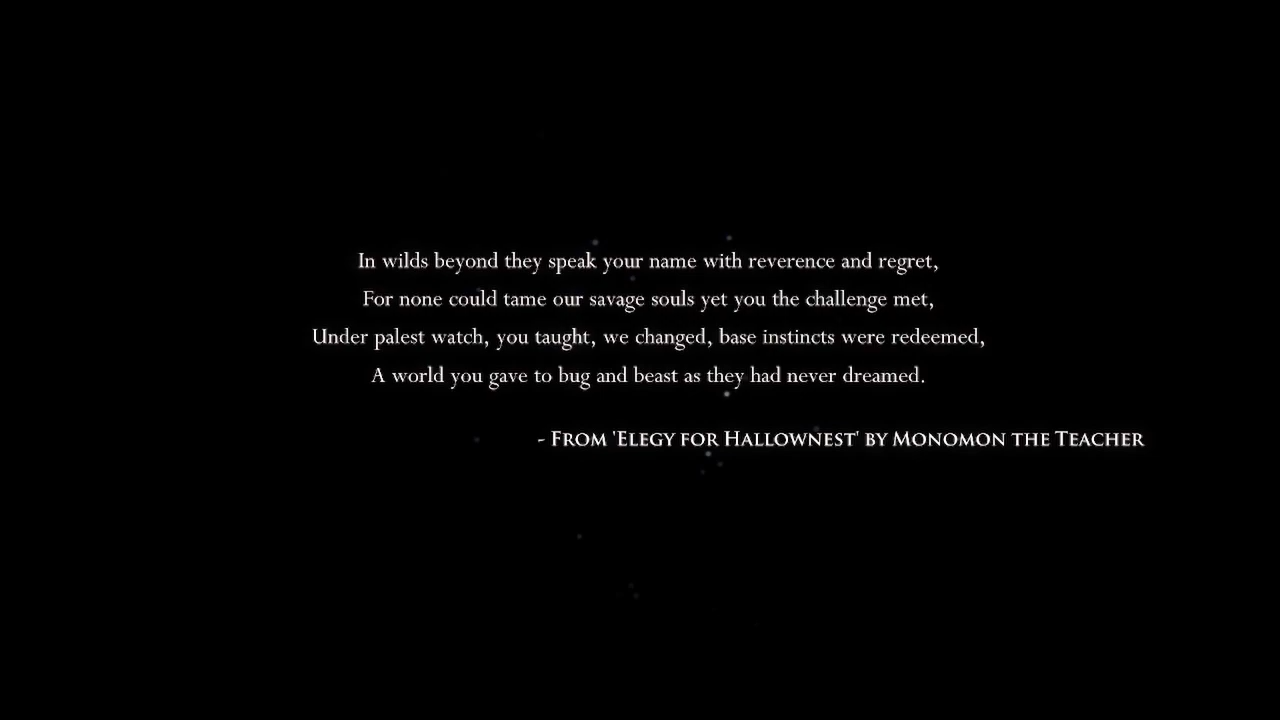 In wilds beyond they speak your name with reverence and regret,
For none could tame our savage souls yet you the challenge met,
Under palest watch, you taught, we changed, base instincts were redeemed,
A world you gave to bug and beast as they had never dreamed.
- From 'Elegy for Hallownest' by Monomon the Teacher